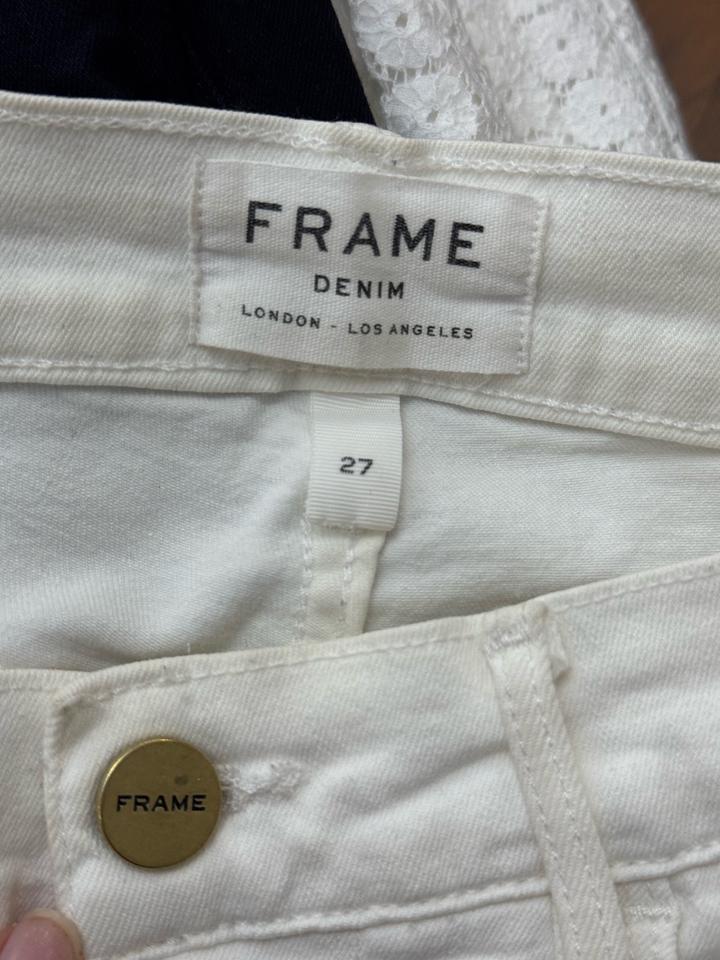 FRAME
DENIM
LONDON - LOS ANGELES
27
FRAME